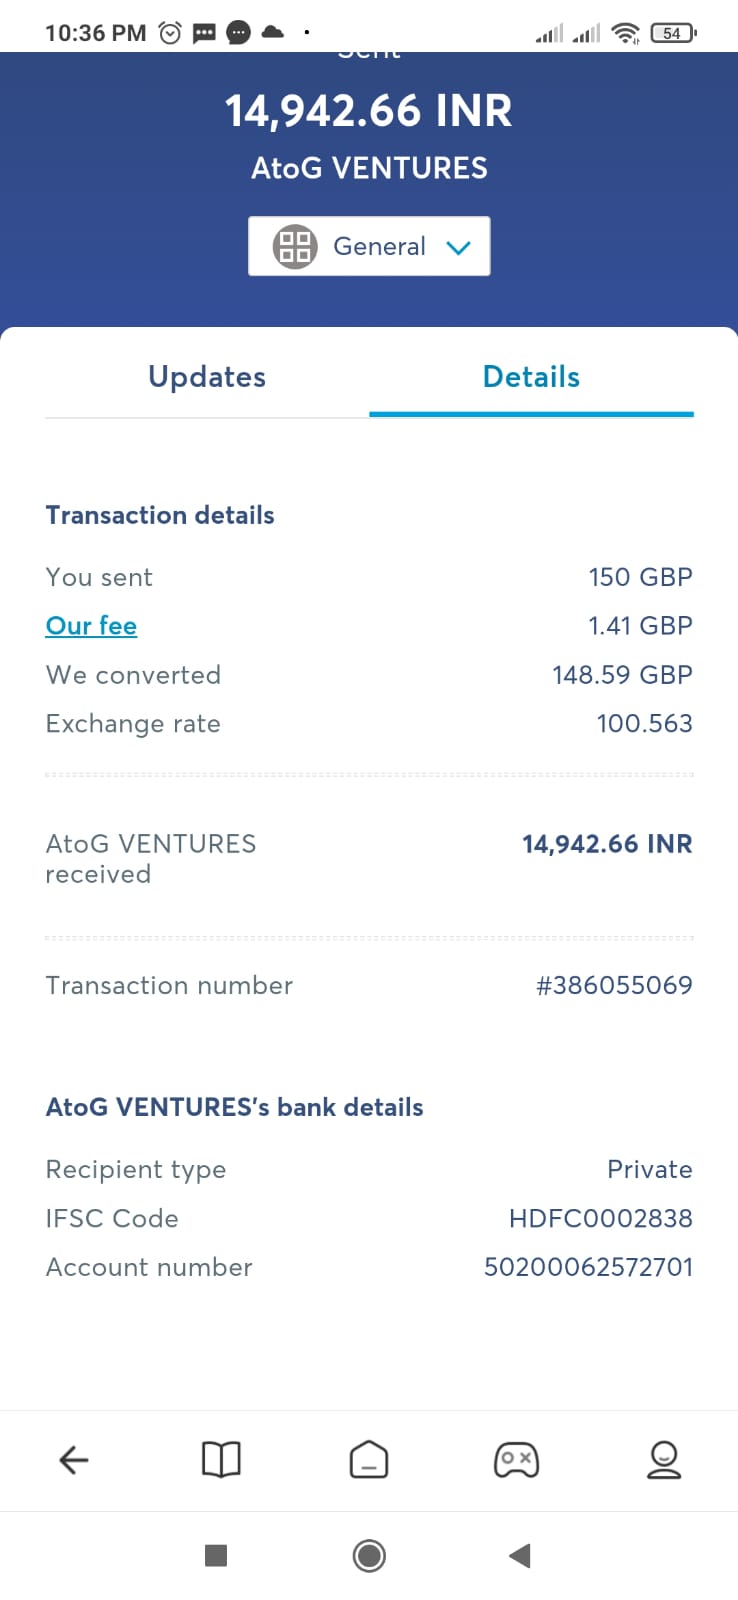 10:36 PM
54
Sent
14,942.66 INR
AtoG VENTURES
General
Updates
Details
Transaction details
You sent
150 GBP
Our fee
1.41 GBP
We converted
148.59 GBP
Exchange rate
100.563
AtoG VENTURES
received
14,942.66 INR
Transaction number
#386055069
AtoG VENTURES's bank details
Recipient type
Private
IFSC Code
HDFC0002838
Account number
50200062572701